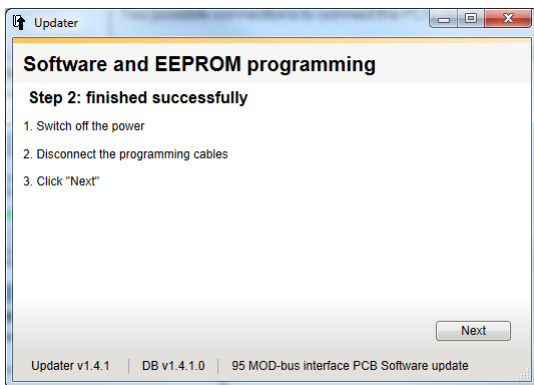 Updater
Software and EEPROM programming
Step 2: finished successfully
1. Switch off the power
2. Disconnect the programming cables
3. Click "Next"
Next
Updater v1.4.1 DB v1.4.1.0 95 MOD-bus interface PCB Software update